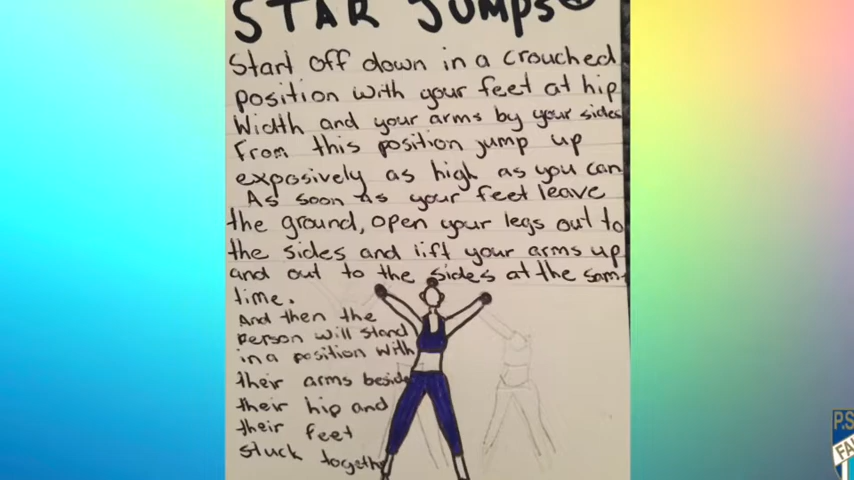 STAR JUMPS
Start off down in a crouched
position with your feet at hip
Width and your arms by your sides
From this position jump up
exposively as high as you can
As soon as your feet leave
the ground, open your legs out to
the sides and lift your arms up
and out to the sides at the same
time.
And then the
person will stand
in a position with
their arms beside
their hip and
their feet
stuck together
P.S
FA